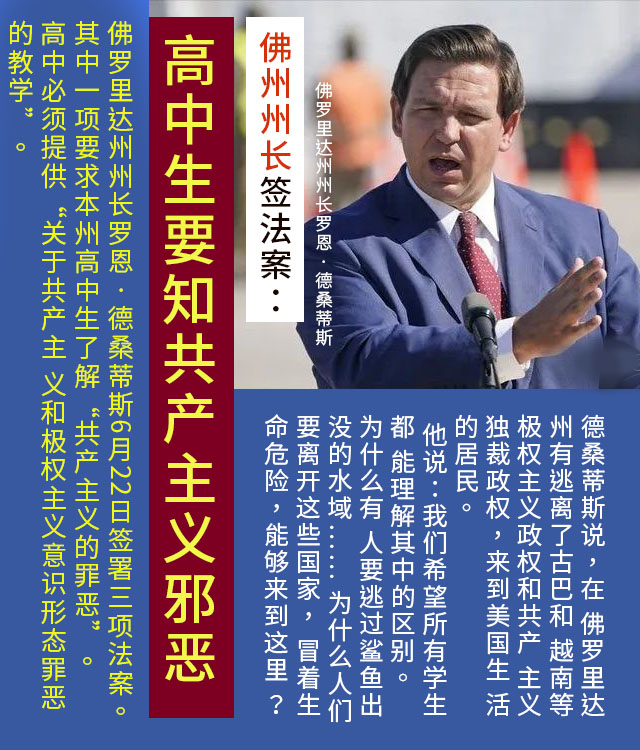 佛州州长签法案：
高中生要知共产主义邪恶
佛罗里达州州长罗恩·德桑蒂斯
佛罗里达州州长罗恩·德桑蒂斯6月22日签署三项法案。
其中一项要求本州高中生了解“共产主义的罪恶”。
高中必须提供“关于共产主 义和极权主义意识形态罪恶
的教学”。
德桑蒂斯说，在 佛罗里达
州有逃离了古巴和 越南等
极权主义政权和共产 主义
独裁政权，来到美国生 活
的居民。
他说：我们希望所有学生
都 能理解其中的区别。
为什么有 人要逃过鲨鱼出
没的水域…… 为什么人们
要离开这些国家，冒着生
命危险，能够来到这里？